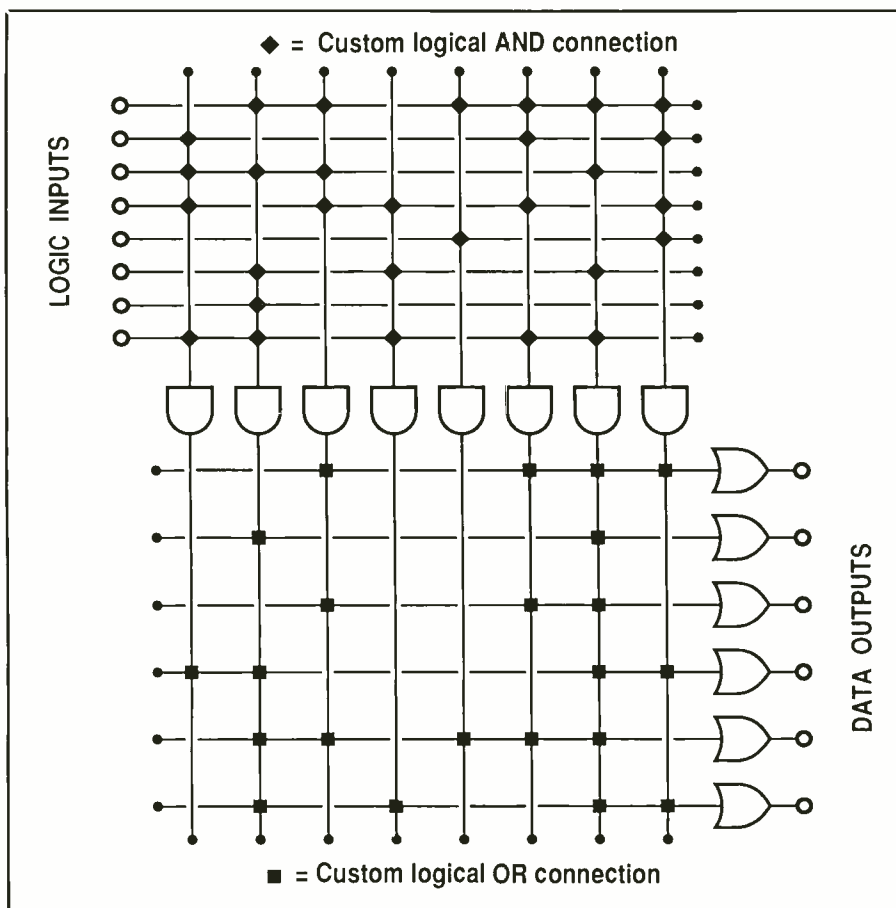 ◆ = Custom logical AND connection
LOGIC INPUTS
DATA OUTPUTS
■ = Custom logical OR connection